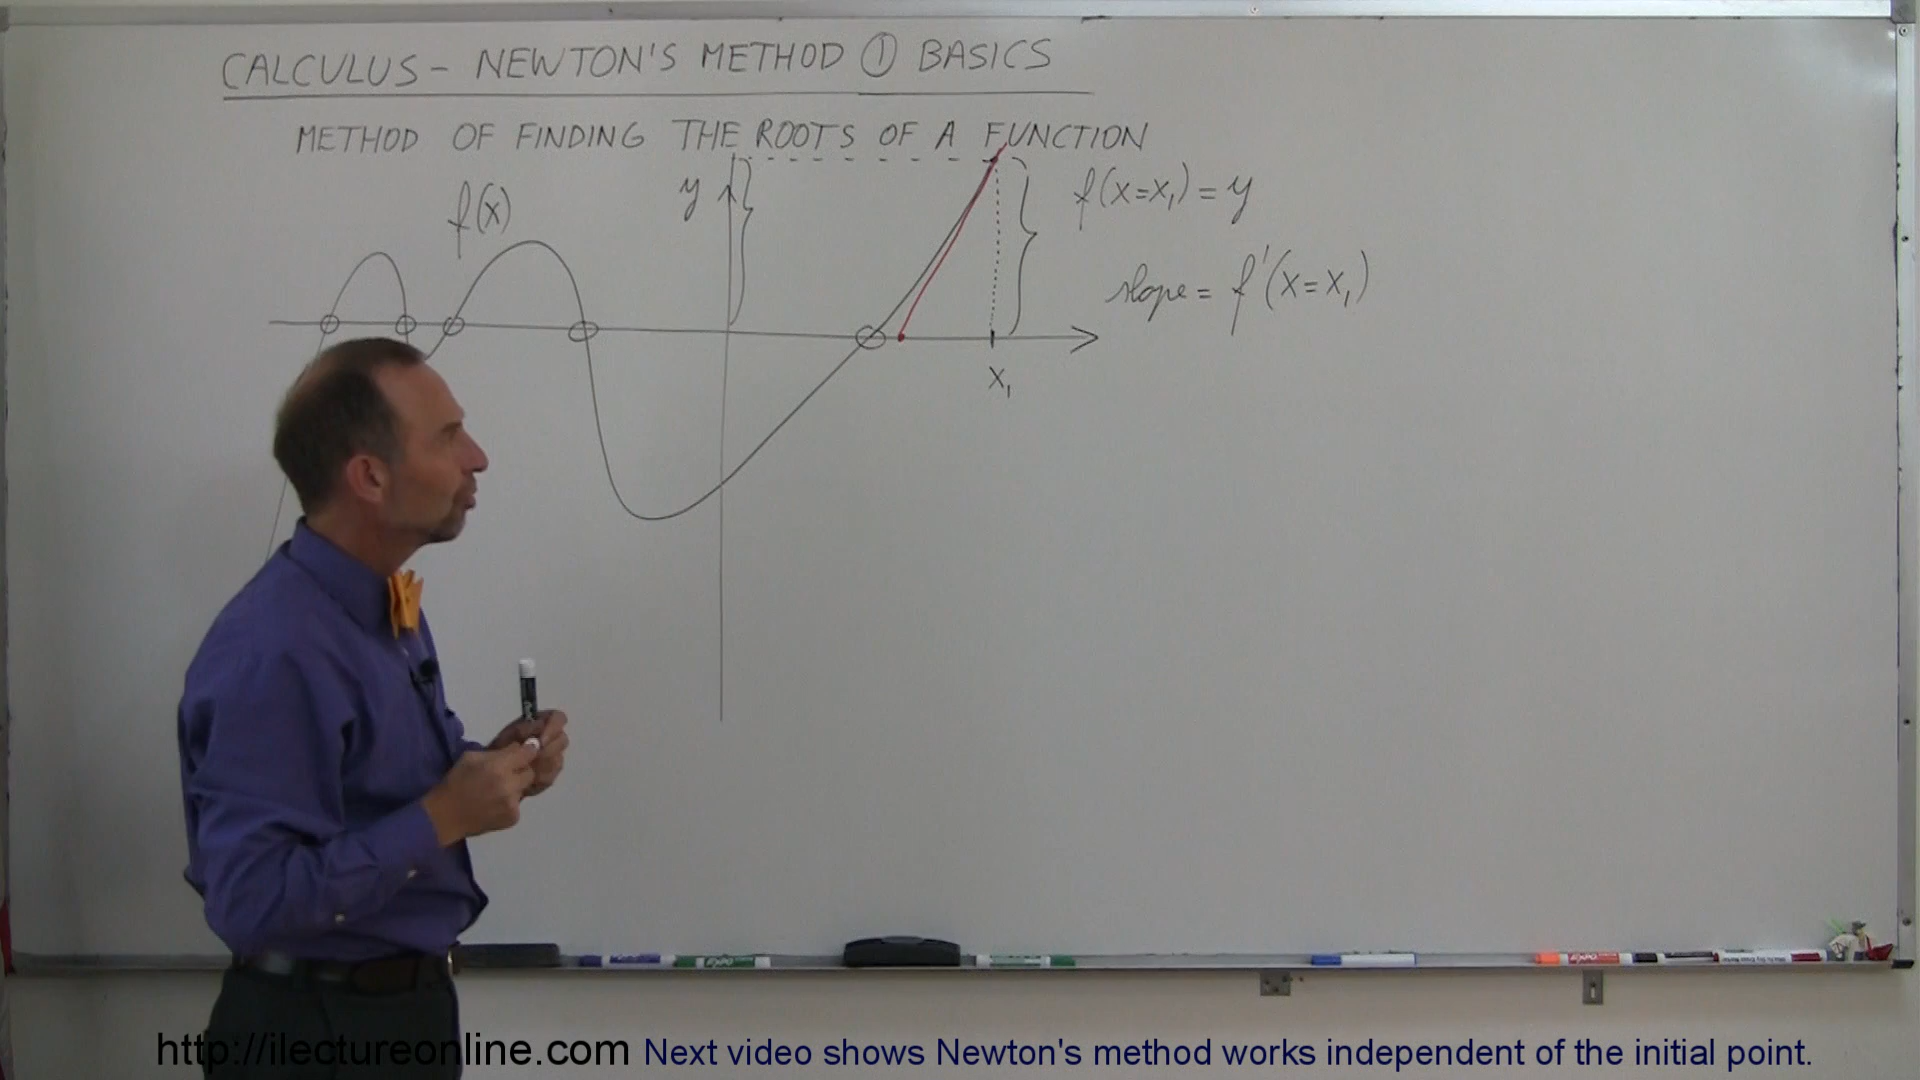 CALCULUS - NEWTON'S METHOD ① BASICS
METHOD OF FINDING THE ROOTS OF A FUNCTION
f(x)
y
f(x=x₁) = y
slope = f'(x=x₁)
x₁
http://ilectureonline.com Next video shows Newton's method works independent of the initial point.